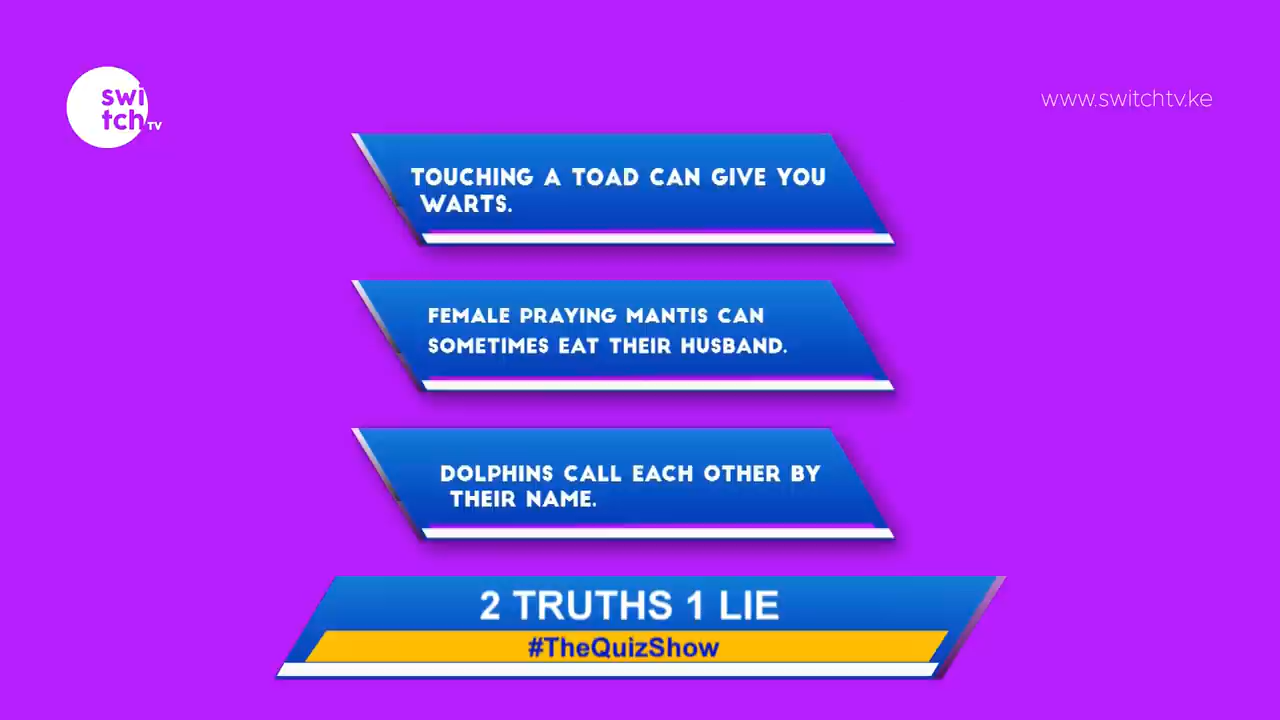 swi
tch TV
www.switchtv.ke
TOUCHING A TOAD CAN GIVE YOU
WARTS.
FEMALE PRAYING MANTIS CAN
SOMETIMES EAT THEIR HUSBAND.
DOLPHINS CALL EACH OTHER BY
THEIR NAME.
2 TRUTHS 1 LIE
#TheQuizShow